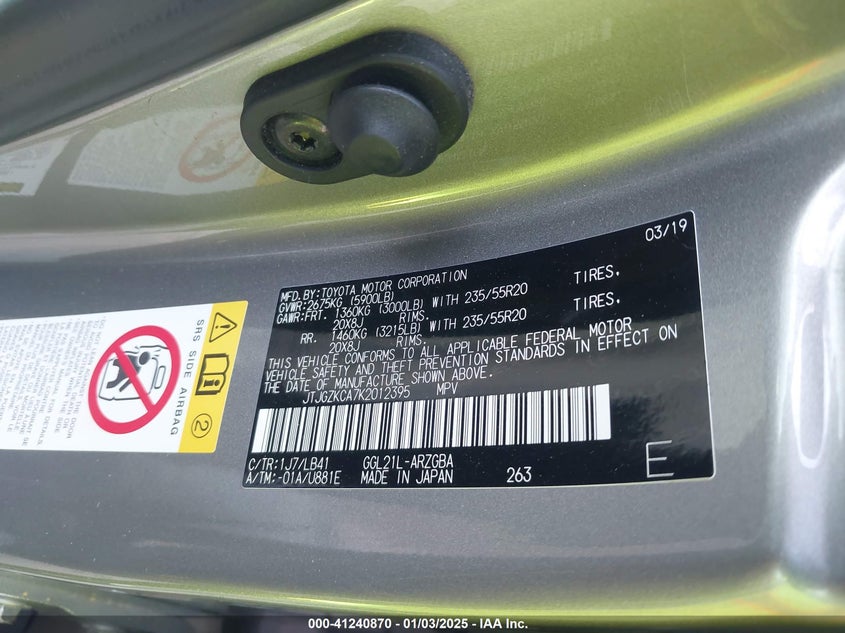 03/19
MFD.BY:TOYOTA MOTOR CORPORATION
GVWR:2675KG (5900LB)
GAWR:FRT. 1360KG (3000LB) WITH 235/55R20 TIRES,
20X8J RIMS.
RR. 1460KG (3215LB) WITH 235/55R20 TIRES,
20X8J RIMS.
THIS VEHICLE CONFORMS TO ALL APPLICABLE FEDERAL MOTOR
VEHICLE SAFETY AND THEFT PREVENTION STANDARDS IN EFFECT ON
THE DATE OF MANUFACTURE SHOWN ABOVE.
JTJGZKCA7K2012395 MPV
C/TR:1J7/LB41 GGL21L-ARZGBA
A/TM:-01A/U881E MADE IN JAPAN 263
E
SRS SIDE AIRBAG
2
000-41240870 — 01/03/2025 — IAA Inc.